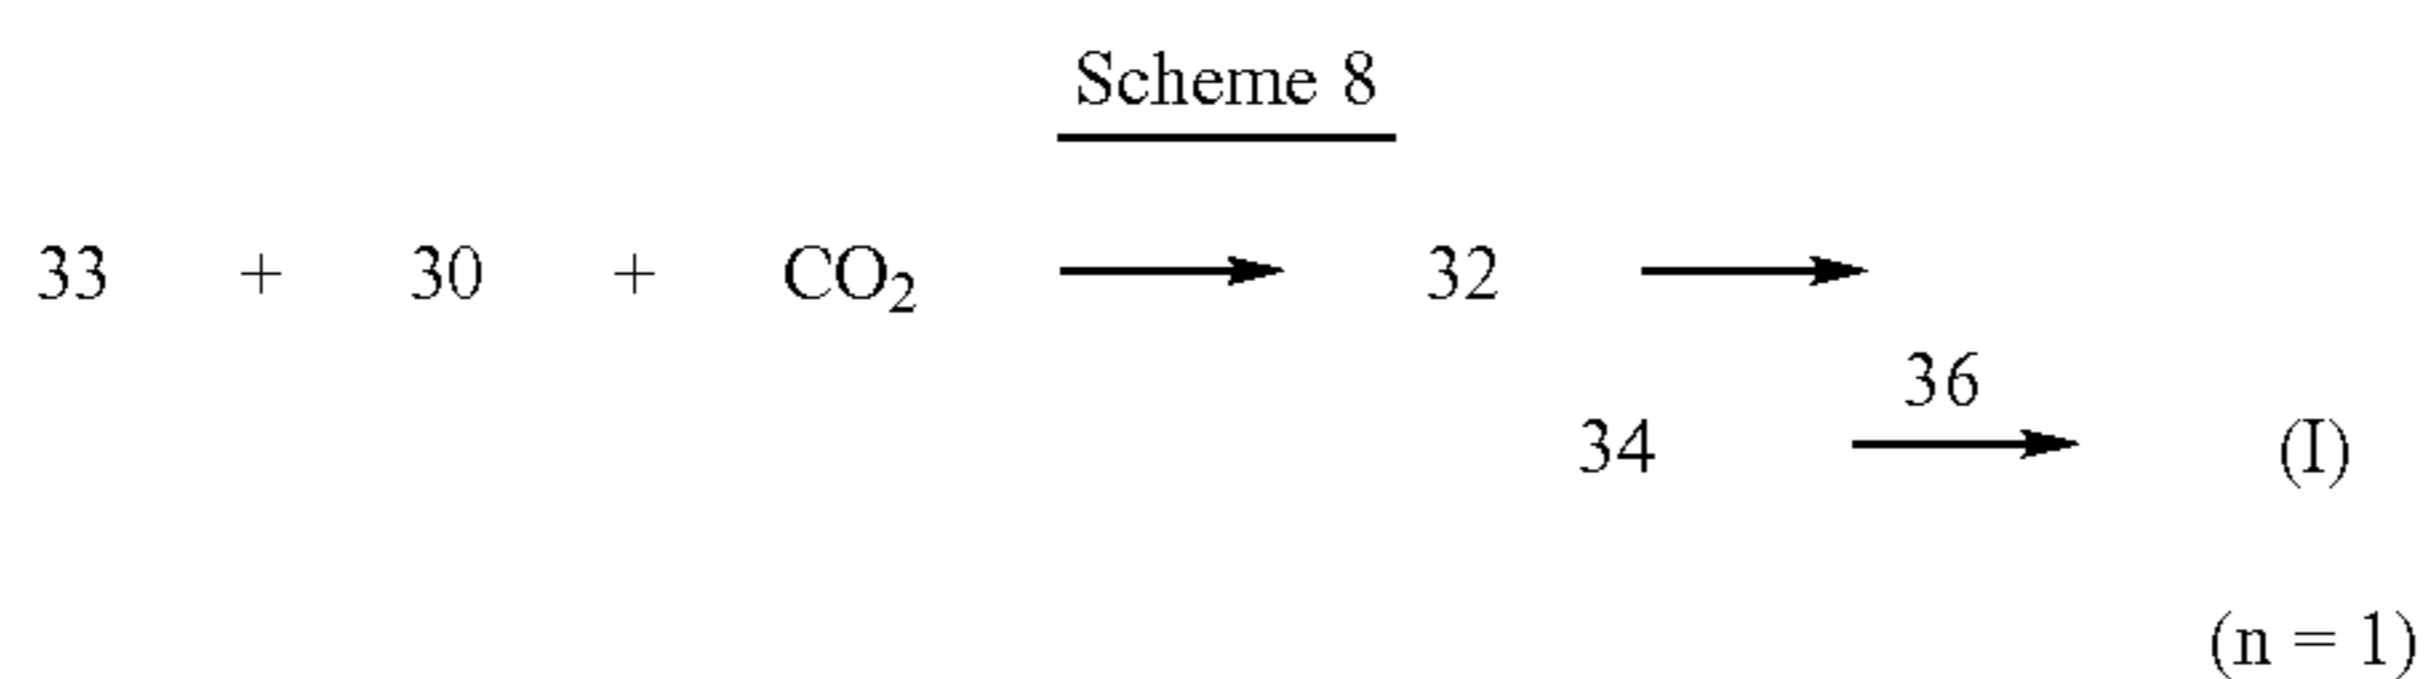 Scheme 8
33 + 30 + CO₂ → 32 →
36
34 → (I)
(n = 1)